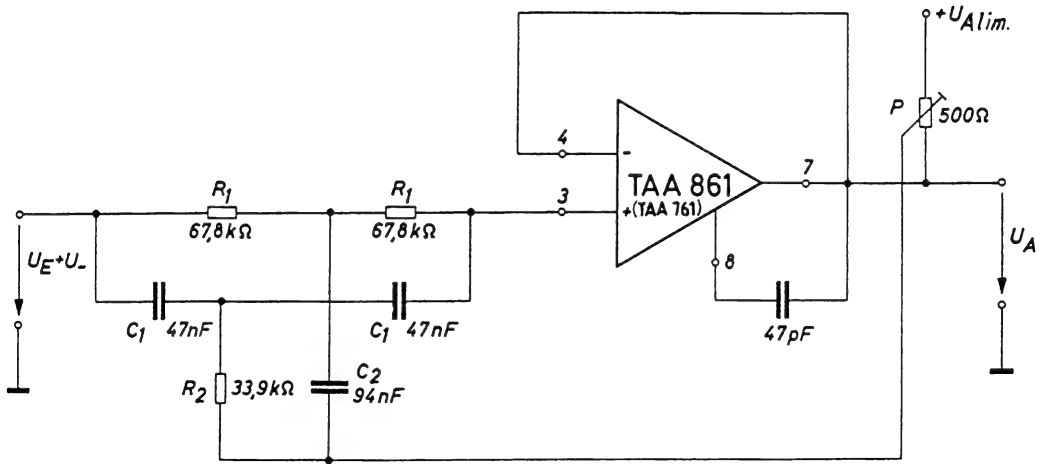 +U Alim.
P
500Ω
4
-
7
TAA 861
(TAA 761)
3
+
8
47pF
U_A
R1
67,8kΩ
R1
67,8kΩ
U_E+U_-
C1
47nF
C1
47nF
R2
33,9kΩ
C2
94nF